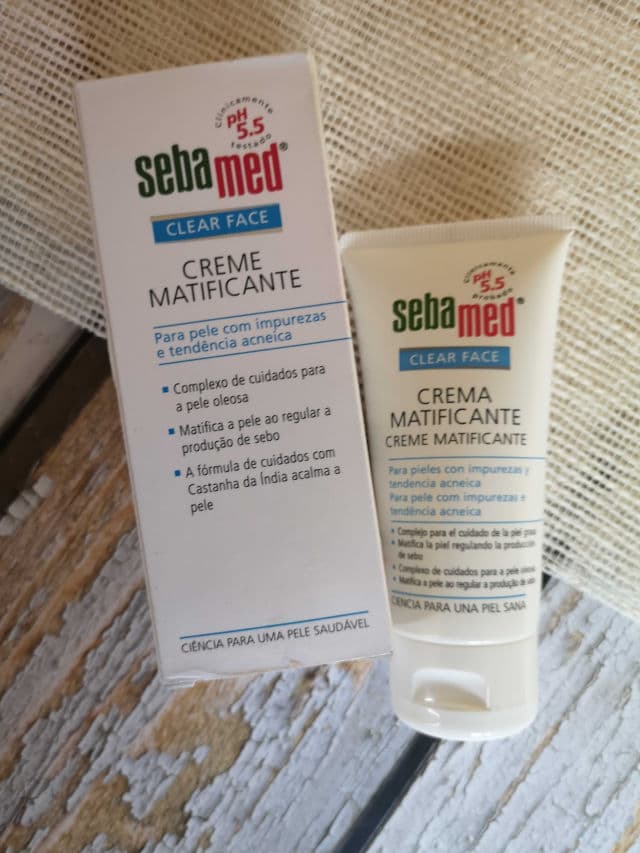 Clinicamente
pH
5.5
testado
sebamed®
CLEAR FACE
CREME
MATIFICANTE
Para pele com impurezas
e tendência acneica
▪ Complexo de cuidados para
a pele oleosa
▪ Matifica a pele ao regular a
produção de sebo
▪ A fórmula de cuidados com
Castanha da Índia acalma a
pele
CIÊNCIA PARA UMA PELE SAUDÁVEL
Clinicamente
pH
5.5
probado
sebamed®
CLEAR FACE
CREMA
MATIFICANTE
CREME MATIFICANTE
Para pieles con impurezas y
tendencia acneica
Para pele com impurezas e
tendência acneica
• Complejo para el cuidado de la piel grasa
• Matifica la piel regulando la producción
de sebo
• Complexo de cuidados para a pele oleosa
• Matifica a pele ao regular a produção de sebo
CIENCIA PARA UNA PIEL SANA